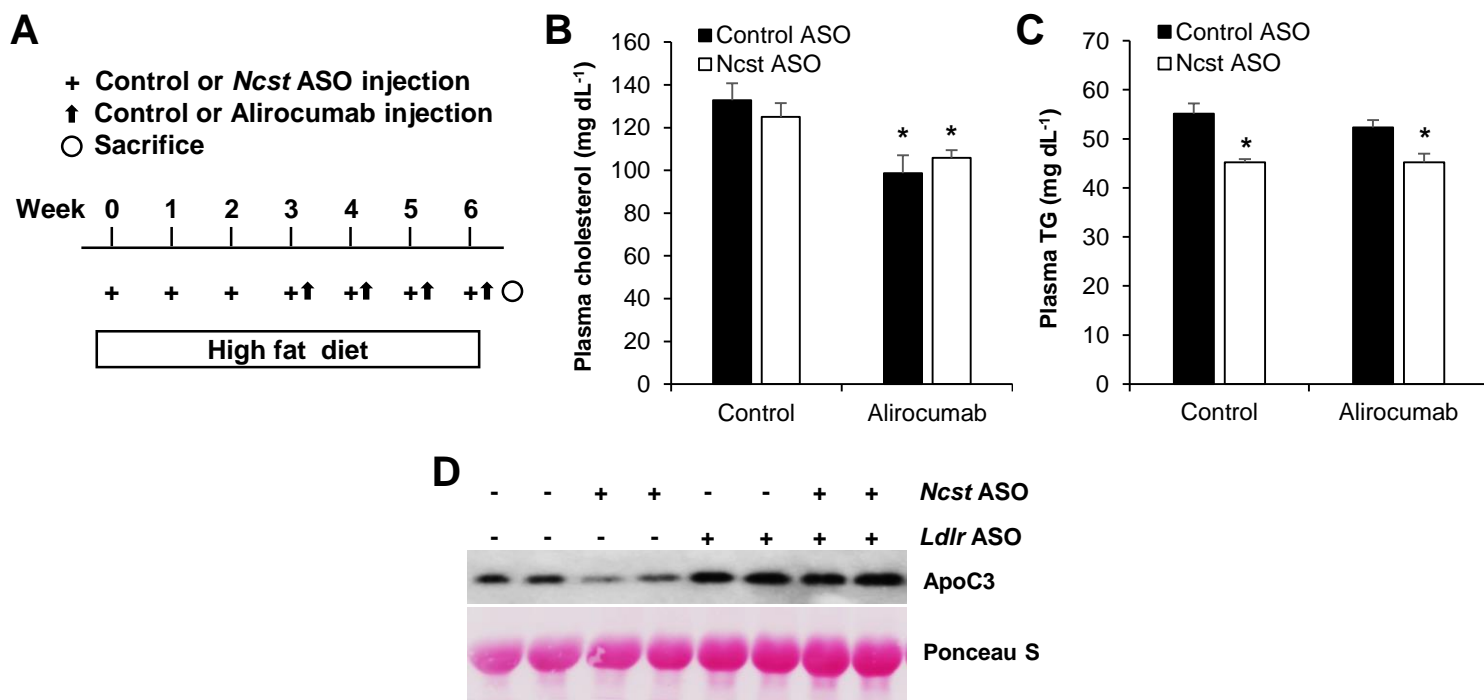 A
+ Control or Ncst ASO injection
⬆ Control or Alirocumab injection
○ Sacrifice
Week 0 1 2 3 4 5 6
+ + + +⬆ +⬆ +⬆ +⬆○
High fat diet
B
Control ASO
Ncst ASO
Plasma cholesterol (mg dL⁻¹)
160
140
120
100
80
60
40
20
0
* *
Control Alirocumab
C
Control ASO
Ncst ASO
Plasma TG (mg dL⁻¹)
70
60
50
40
30
20
10
0
* *
Control Alirocumab
D
- - + + - - + + Ncst ASO
- - - - + + + + Ldlr ASO
ApoC3
Ponceau S